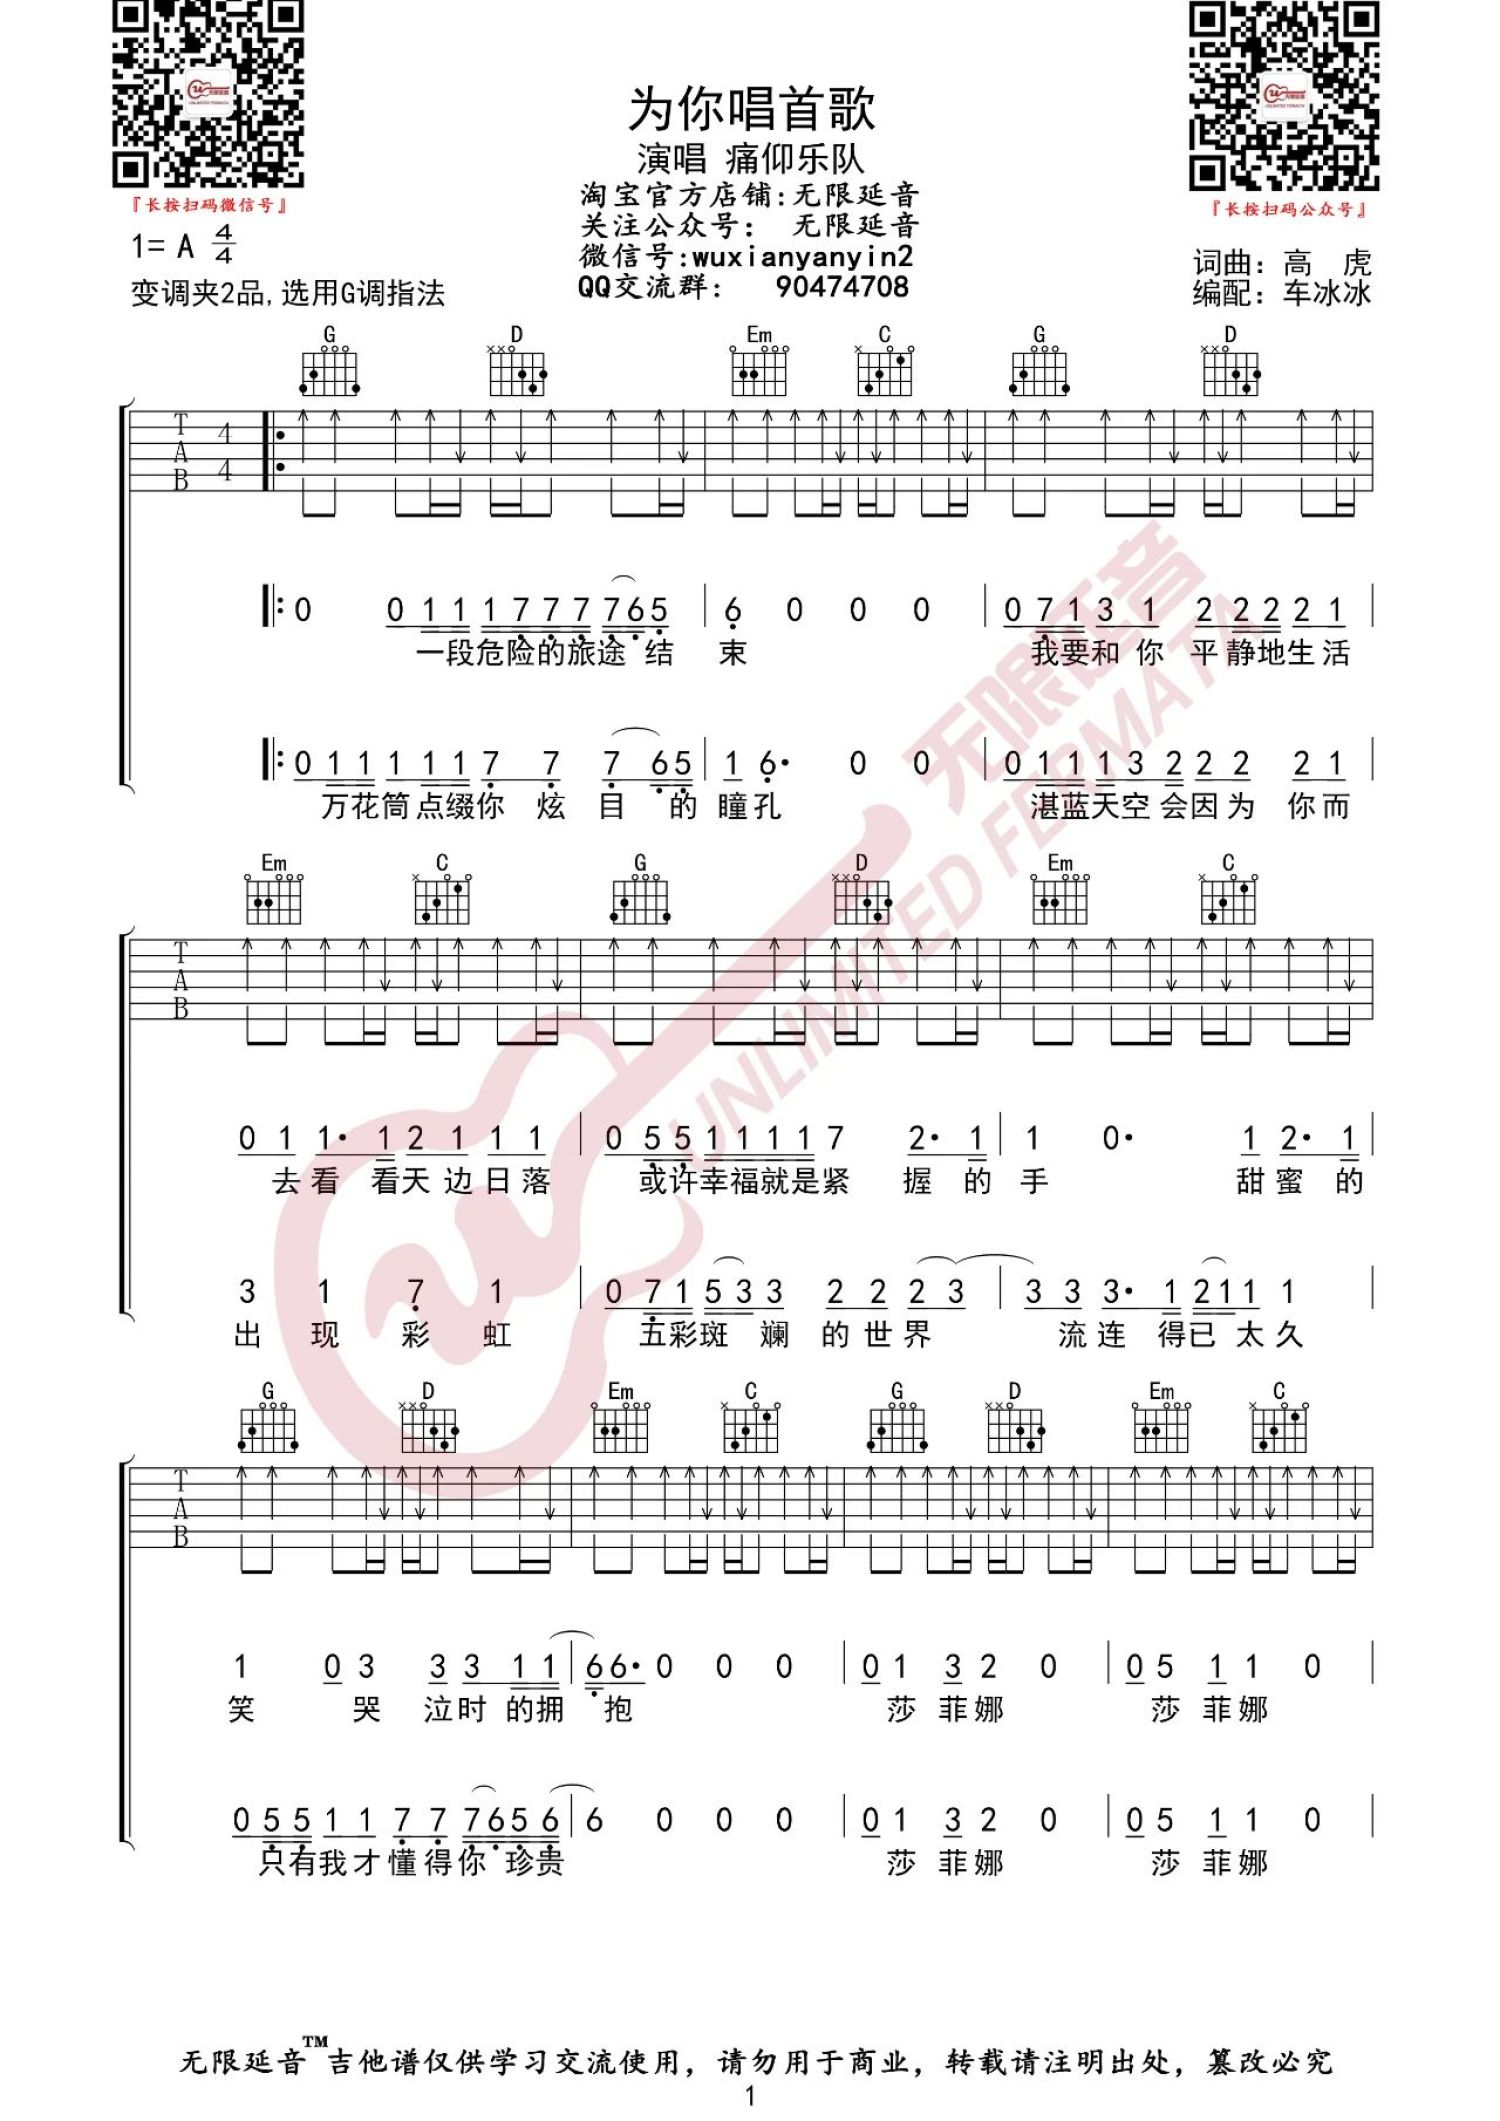 为你唱首歌
演唱 痛仰乐队
淘宝官方店铺:无限延音
关注公众号： 无限延音
微信号:wuxianyanyin2
QQ交流群： 90474708
『长按扫码微信号』
『长按扫码公众号』
1= A 4/4
变调夹2品,选用G调指法
词曲：高 虎
编配：车冰冰
G D Em C G D
T A B 4 4
0 0 1 1 1 7 7 7 7 6 5 | 6 0 0 0 | 0 7 1 3 1 2 2 2 2 1 |
一段危险的旅途 结 束 我要和 你 平 静地生 活
0 1 1 1 1 1 7 7 7 6 5 | 1 6· 0 0 | 0 1 1 1 3 2 2 2 2 1 |
万花筒 点缀你 炫 目 的 瞳孔 湛蓝天空 会因为 你而
Em C G D Em C
T A B
0 1 1· 1 2 1 1 1 | 0 5 5 1 1 1 1 7 2· 1 | 1 0· 1 2· 1 |
去 看 看天 边 日 落 或许幸福就是紧 握 的 手 甜 蜜 的
3 1 7 1 | 0 7 1 5 3 3 2 2 2 3 | 3 3 3· 1 2 1 1 1 |
出 现 彩 虹 五彩斑 斓 的 世 界 流 连 得已 太 久
G D Em C G D Em C
T A B
1 0 3 3 3 1 1 | 6 6· 0 0 0 | 0 1 3 2 0 | 0 5 1 1 0 |
笑 哭 泣时 的拥 抱 莎 菲娜 莎 菲娜
0 5 5 1 1 7 7 7 6 5 6 | 6 0 0 0 | 0 1 3 2 0 | 0 5 1 1 0 |
只有我才 懂 得你 珍贵 莎 菲娜 莎 菲娜
无限延音
UNLIMITED FERMATA
无限延音™吉他谱仅供学习交流使用，请勿用于商业，转载请注明出处，篡改必究
1